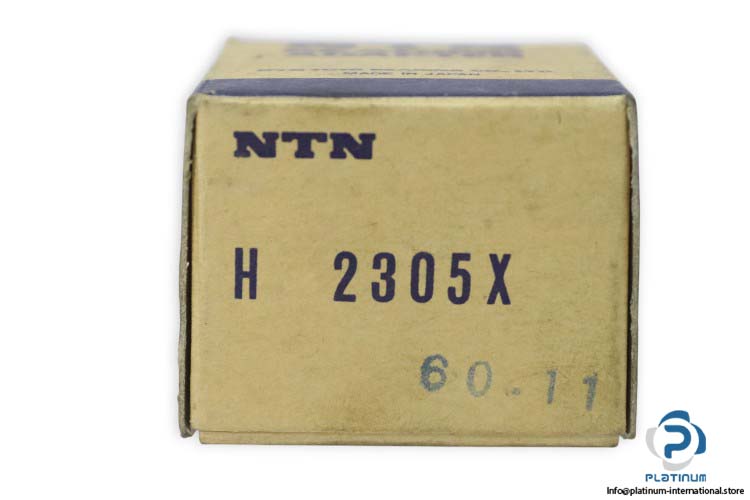 MADE IN JAPAN
NTN
H 2305X
60.11
PLATINUM
Info@platinum-international.store